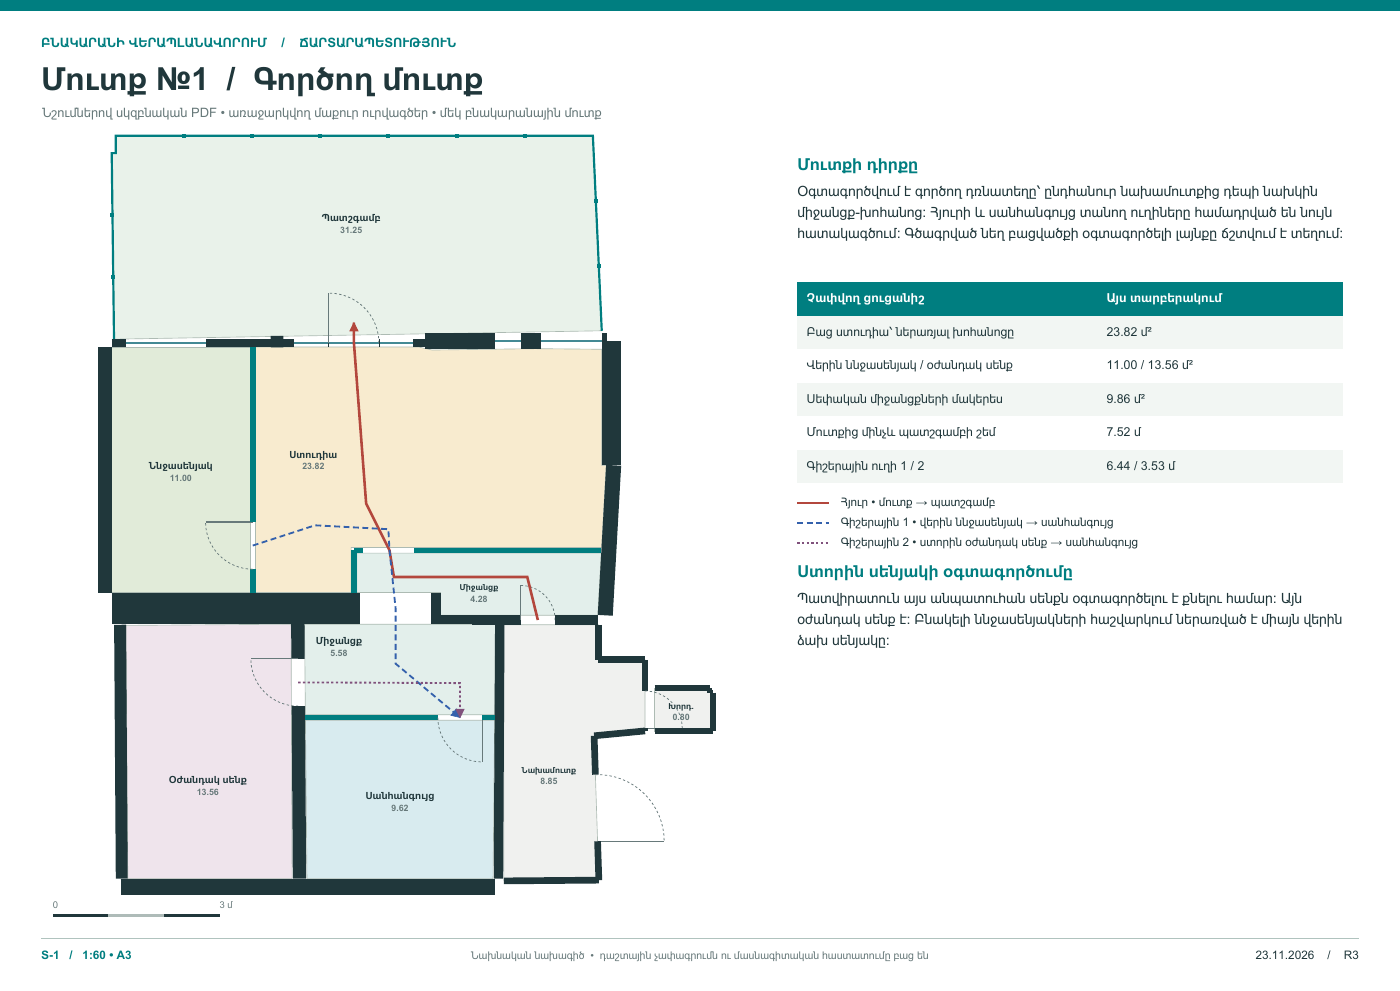 ԲՆԱԿԱՐԱՆԻ ՎԵՐԱՊԼԱՆԱՎՈՐՈՒՄ / ՃԱՐՏԱՐԱՊԵՏՈՒԹՅՈՒՆ
Մուտք №1 / Գործող մուտք
Նշումներով սկզբնական PDF • առաջարկվող մաքուր ուրվագծեր • մեկ բնակարանային մուտք
Պատշգամբ
31.25
Ննջասենյակ
11.00
Ստուդիա
23.82
Միջանցք
4.28
Միջանցք
5.58
Խորդ.
0.80
Օժանդակ սենք
13.56
Սանհանգույց
9.62
Նախամուտք
8.85
0 3 մ
Մուտքի դիրքը
Օգտագործվում է գործող դռնատեղը՝ ընդհանուր նախամուտքից դեպի նախկին
միջանցք-խոհանոց։ Հյուրի և սանհանգույց տանող ուղիները համադրված են նույն
հատակագծում։ Գծագրված նեղ բացվածքի օգտագործելի լայնքը ճշտվում է տեղում։
Չափվող ցուցանիշ Այս տարբերակում
Բաց ստուդիա՝ ներառյալ խոհանոցը 23.82 մ²
Վերին ննջասենյակ / օժանդակ սենք 11.00 / 13.56 մ²
Սեփական միջանցքների մակերես 9.86 մ²
Մուտքից մինչև պատշգամբի շեմ 7.52 մ
Գիշերային ուղի 1 / 2 6.44 / 3.53 մ
Հյուր • մուտք → պատշգամբ
Գիշերային 1 • վերին ննջասենյակ → սանհանգույց
Գիշերային 2 • ստորին օժանդակ սենք → սանհանգույց
Ստորին սենյակի օգտագործումը
Պատվիրատուն այս անպատուհան սենքն օգտագործելու է քնելու համար։ Այն
օժանդակ սենք է։ Բնակելի ննջասենյակների հաշվարկում ներառված է միայն վերին
ձախ սենյակը։
S-1 / 1:60 • A3
Նախնական նախագիծ • դաշտային չափագրումն ու մասնագիտական հաստատումը բաց են
23.11.2026 / R3